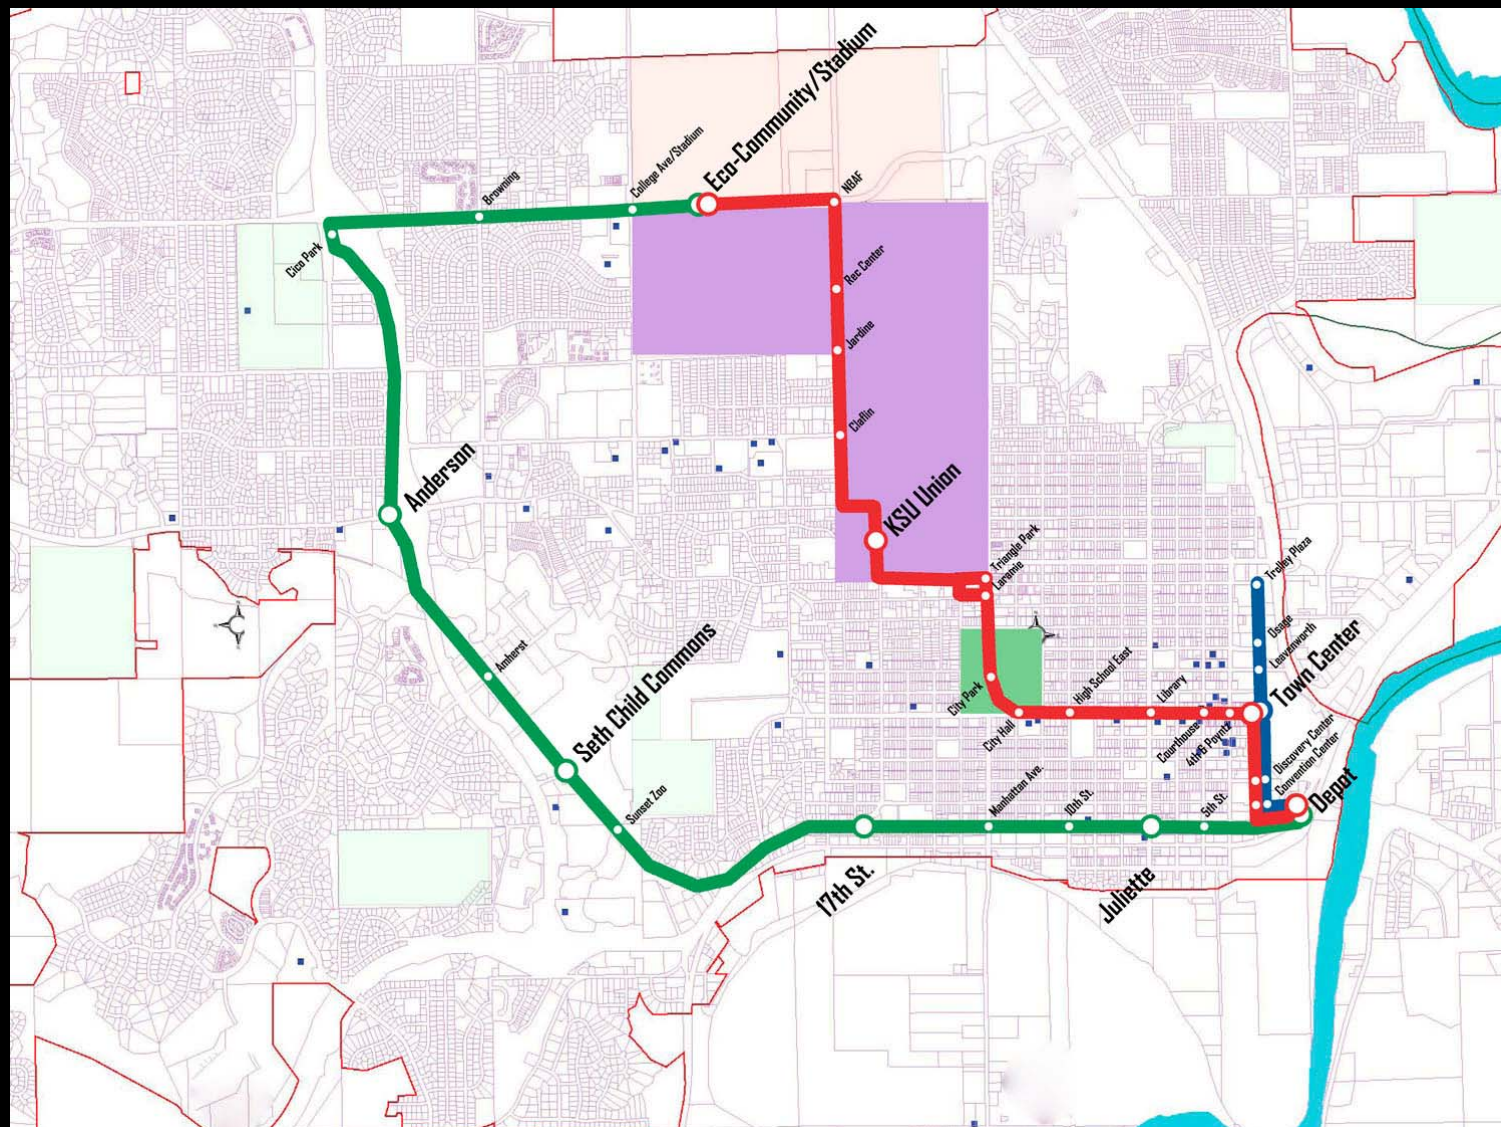 Eco-Community/Stadium
College Ave/Stadium
Browning
NBAF
Cico Park
Rec Center
Jardine
Claflin
Anderson
KSU Union
Triangle Park
Laramie
Trolley Plaza
Osage
Leavenworth
Town Center
Amherst
Seth Child Commons
City Park
High School East
Library
City Hall
Courthouse
4th & Poyntz
Discovery Center
Convention Center
Depot
Sunset Zoo
Manhattan Ave.
10th St.
5th St.
17th St.
Juliette